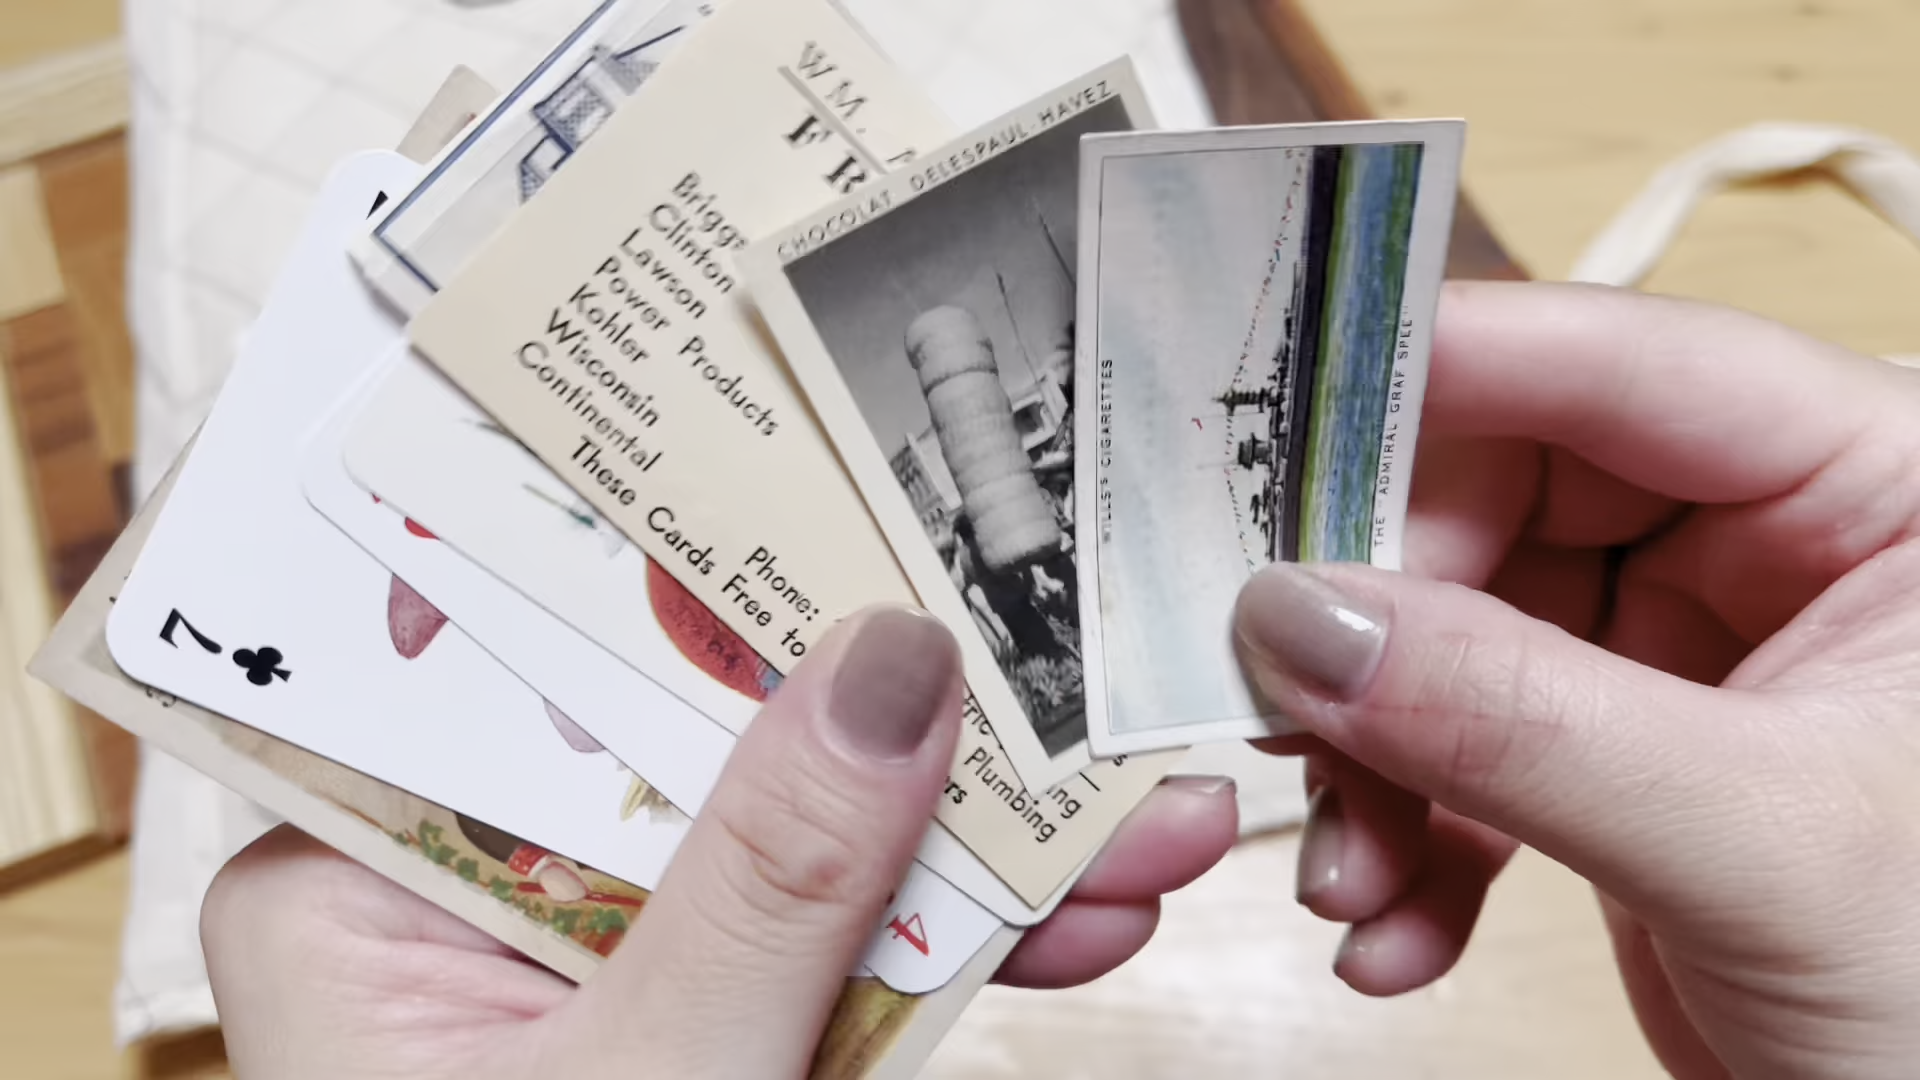 7
WM.
FR
Briggs
Clinton
Lawson
Power Products
Kohler
Wisconsin
Continental
Phone:
These Cards Free to
Plumbing
CHOCOLAT DELESPAUL-HAVEZ
WILLS'S CIGARETTES
THE "ADMIRAL GRAF SPEE"
4